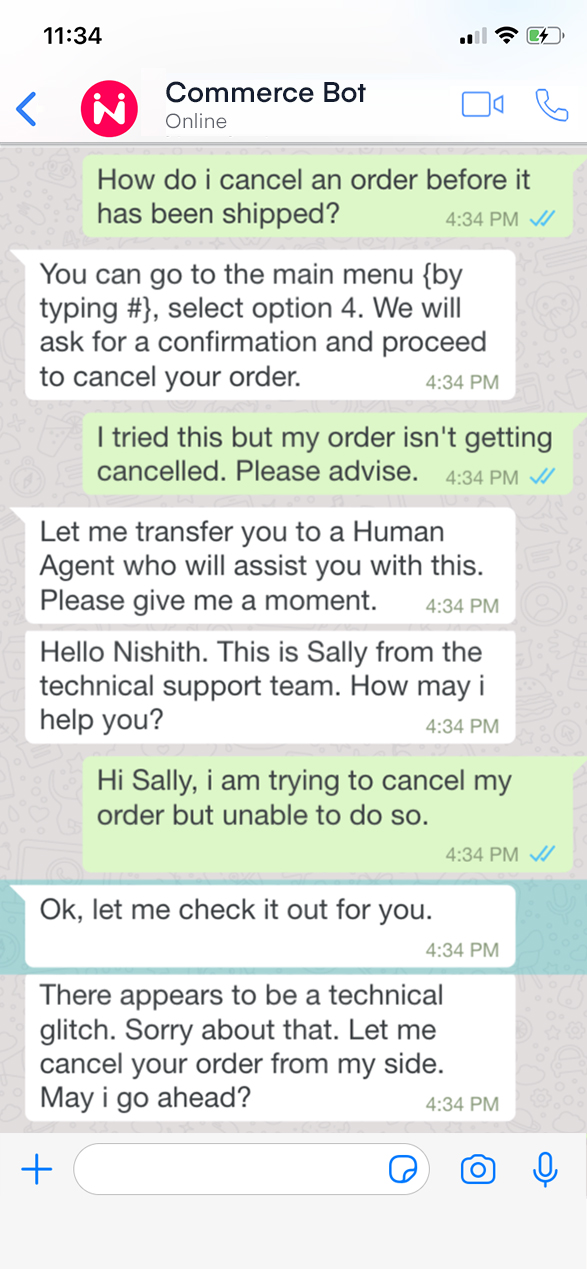 11:34
Commerce Bot
Online
How do i cancel an order before it
has been shipped?
4:34 PM
You can go to the main menu {by
typing #}, select option 4. We will
ask for a confirmation and proceed
to cancel your order.
4:34 PM
I tried this but my order isn't getting
cancelled. Please advise.
4:34 PM
Let me transfer you to a Human
Agent who will assist you with this.
Please give me a moment.
4:34 PM
Hello Nishith. This is Sally from the
technical support team. How may i
help you?
4:34 PM
Hi Sally, i am trying to cancel my
order but unable to do so.
4:34 PM
Ok, let me check it out for you.
4:34 PM
There appears to be a technical
glitch. Sorry about that. Let me
cancel your order from my side.
May i go ahead?
4:34 PM